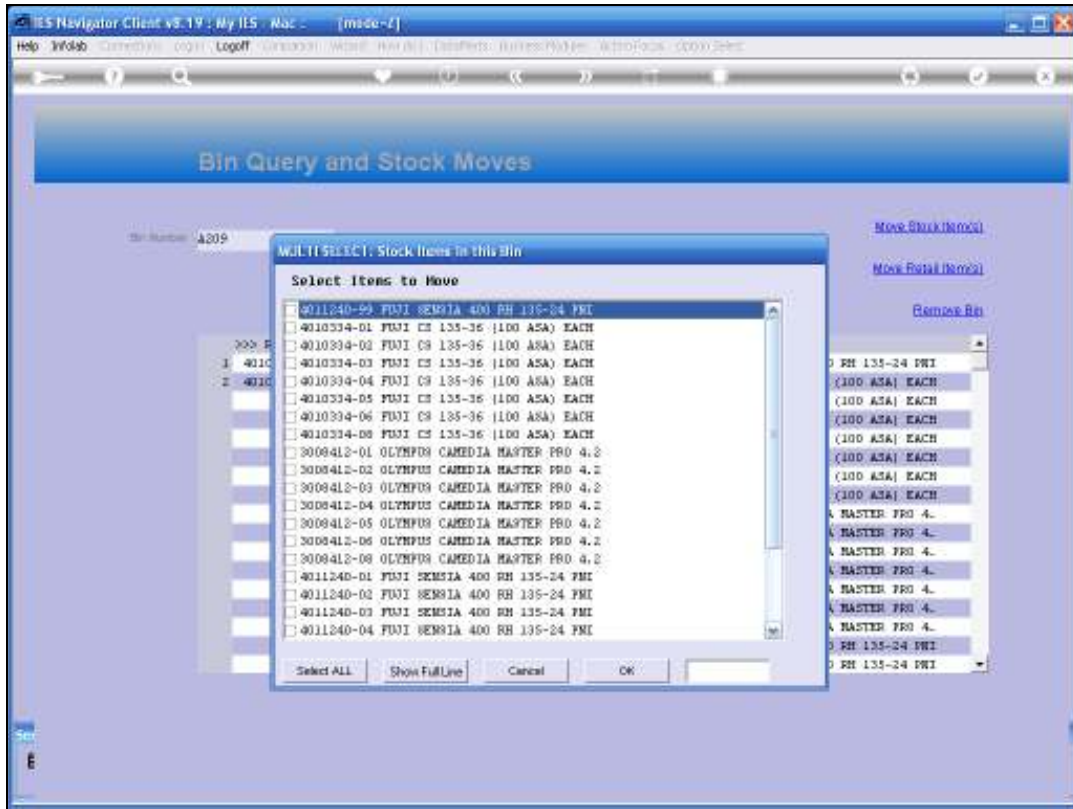 IES Navigator Client v8.19 : My IES - Mac : [mode-Z]
Help Infolab Logoff
Bin Query and Stock Moves
Bin Number A209
Move Stock Item(s)
Move Retail Item(s)
Remove Bin
MULTI SELECT: Stock Items in this Bin
Select Items to Move
4011240-99 FUJI SENSIA 400 RH 135-24 PNI
4010334-01 FUJI CS 135-36 (100 ASA) EACH
4010334-02 FUJI CS 135-36 (100 ASA) EACH
4010334-03 FUJI CS 135-36 (100 ASA) EACH
4010334-04 FUJI CS 135-36 (100 ASA) EACH
4010334-05 FUJI CS 135-36 (100 ASA) EACH
4010334-06 FUJI CS 135-36 (100 ASA) EACH
4010334-08 FUJI CS 135-36 (100 ASA) EACH
3008412-01 OLYMPUS CAMEDIA MASTER PRO 4.2
3008412-02 OLYMPUS CAMEDIA MASTER PRO 4.2
3008412-03 OLYMPUS CAMEDIA MASTER PRO 4.2
3008412-04 OLYMPUS CAMEDIA MASTER PRO 4.2
3008412-05 OLYMPUS CAMEDIA MASTER PRO 4.2
3008412-06 OLYMPUS CAMEDIA MASTER PRO 4.2
3008412-08 OLYMPUS CAMEDIA MASTER PRO 4.2
4011240-01 FUJI SENSIA 400 RH 135-24 PNI
4011240-02 FUJI SENSIA 400 RH 135-24 PNI
4011240-03 FUJI SENSIA 400 RH 135-24 PNI
4011240-04 FUJI SENSIA 400 RH 135-24 PNI
Select ALL Show Full Line Cancel OK
>>>
1 401 RH 135-24 PNI
2 4010 (100 ASA) EACH
(100 ASA) EACH
(100 ASA) EACH
(100 ASA) EACH
(100 ASA) EACH
(100 ASA) EACH
(100 ASA) EACH
MASTER PRO 4.
MASTER PRO 4.
MASTER PRO 4.
MASTER PRO 4.
MASTER PRO 4.
MASTER PRO 4.
MASTER PRO 4.
RH 135-24 PNI
RH 135-24 PNI